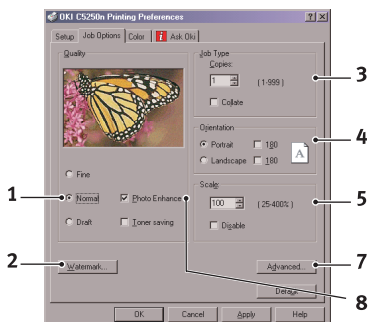 OKI C5250n Printing Preferences
Setup Job Options Color Ask Oki
Quality
Fine
Normal
Photo Enhance
Draft
Toner saving
Watermark...
Job Type
Copies:
1 (1-999)
Collate
Orientation
Portrait 180
Landscape 180
A
Scale:
100 (25-400%)
Disable
Advanced...
Default
OK Cancel Apply Help
1
2
3
4
5
7
8